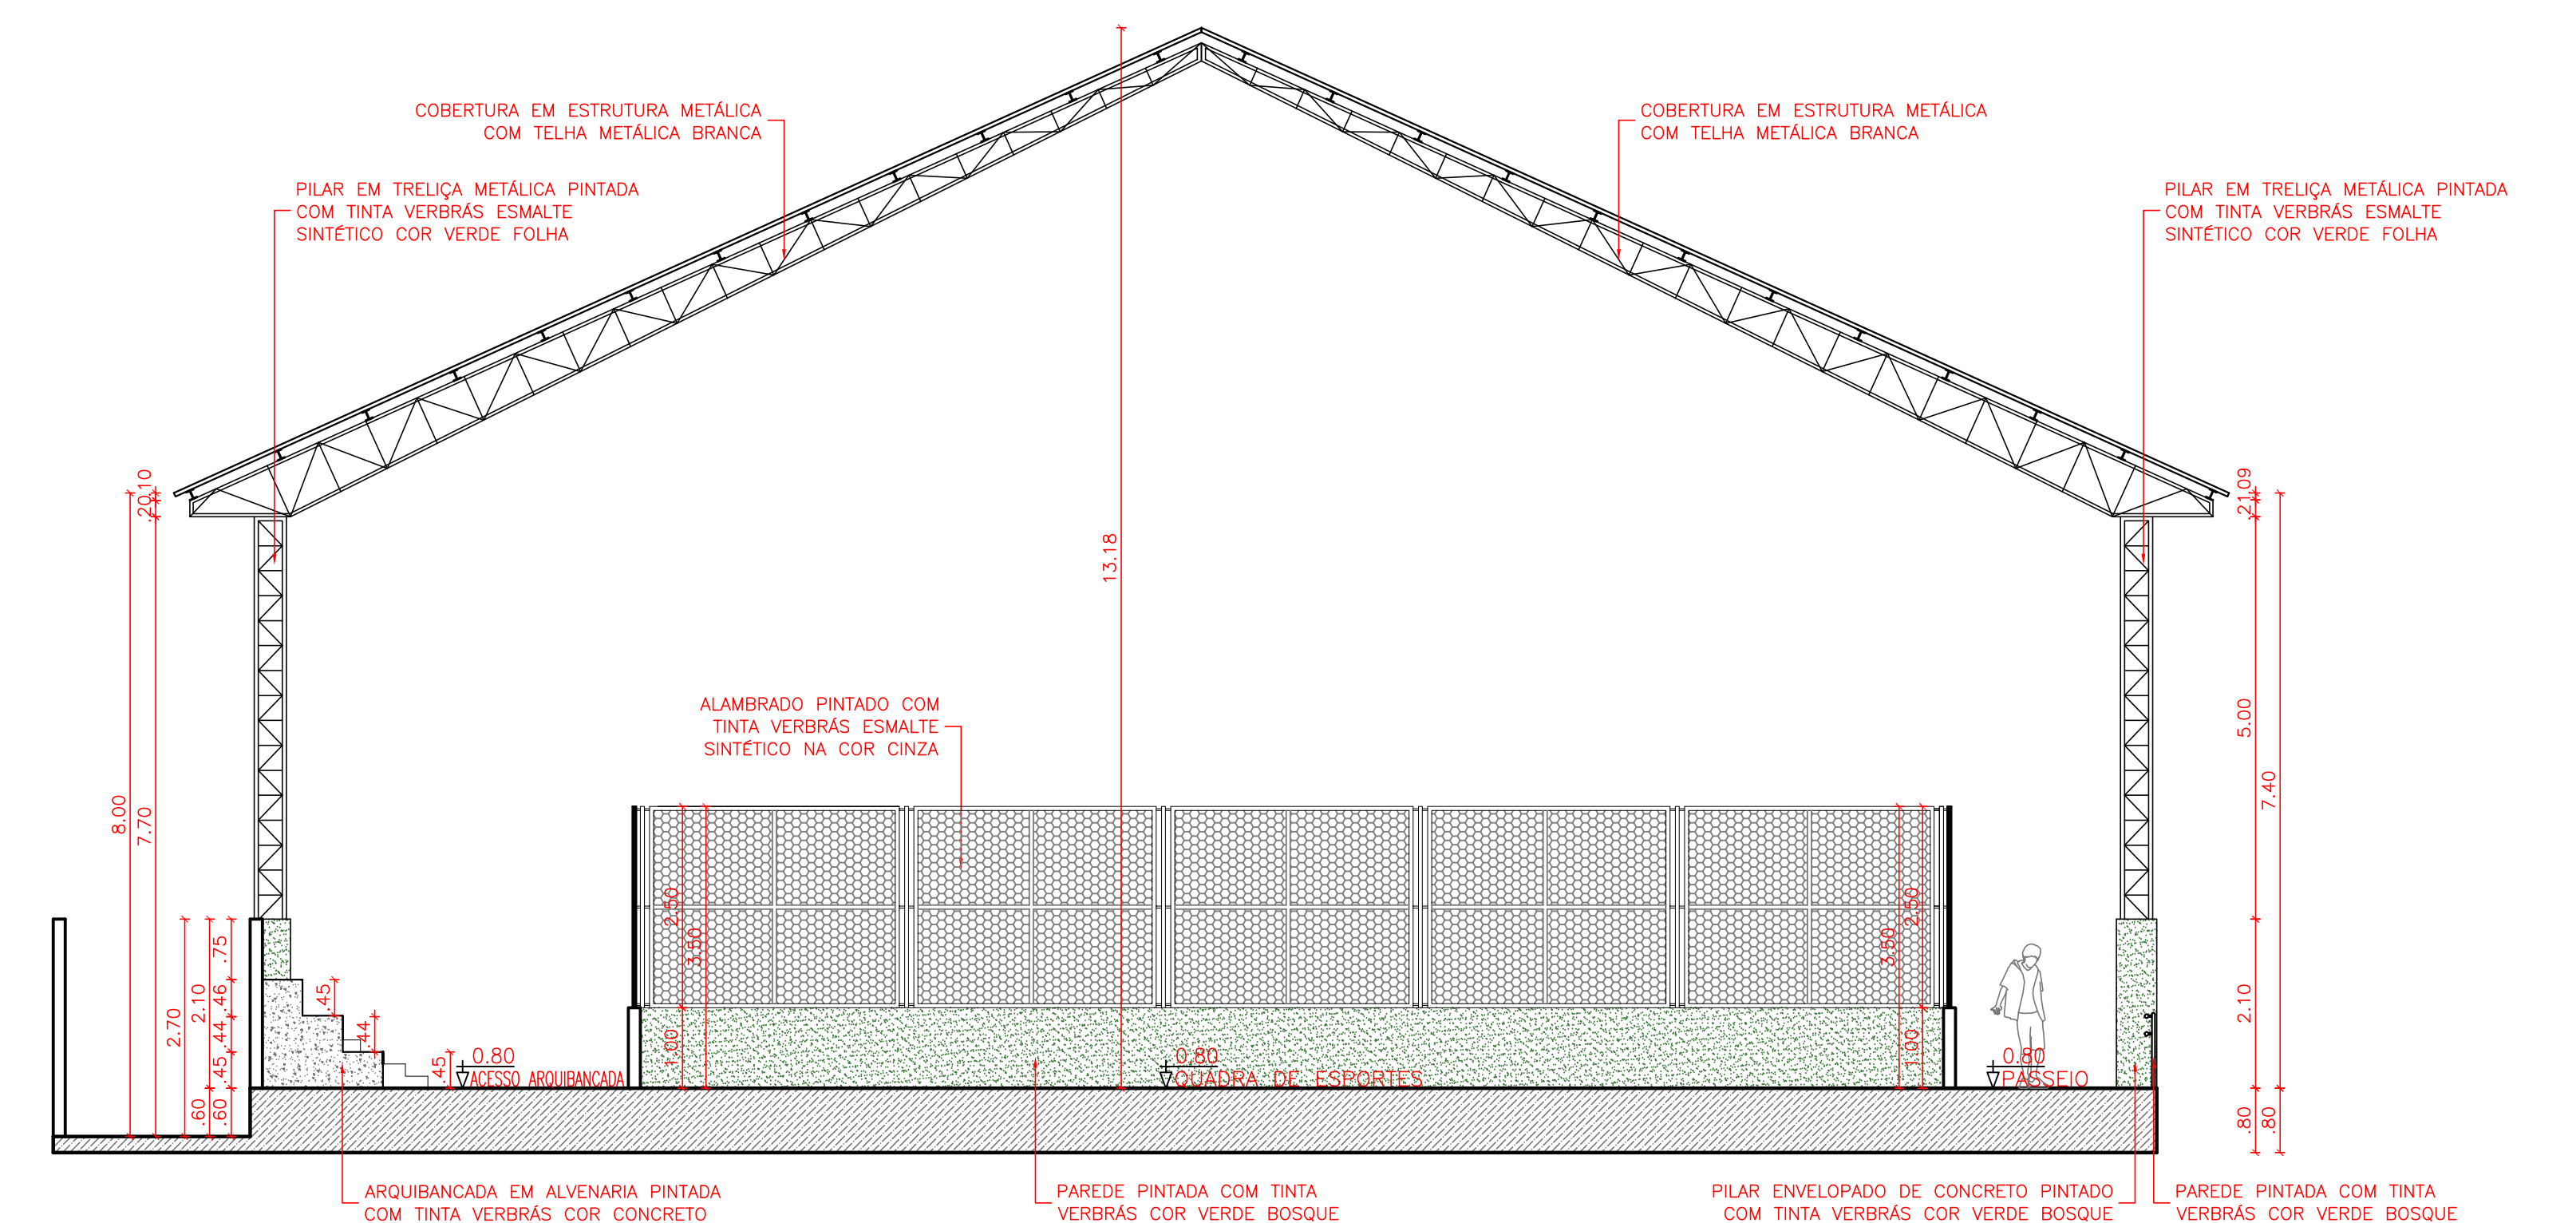 COBERTURA EM ESTRUTURA METÁLICA
COM TELHA METÁLICA BRANCA
COBERTURA EM ESTRUTURA METÁLICA
COM TELHA METÁLICA BRANCA
PILAR EM TRELIÇA METÁLICA PINTADA
COM TINTA VERBRÁS ESMALTE
SINTÉTICO COR VERDE FOLHA
PILAR EM TRELIÇA METÁLICA PINTADA
COM TINTA VERBRÁS ESMALTE
SINTÉTICO COR VERDE FOLHA
.10
.20
.09
.21
13.18
ALAMBRADO PINTADO COM
TINTA VERBRÁS ESMALTE
SINTÉTICO NA COR CINZA
8.00
7.70
5.00
7.40
2.50
3.50
2.50
3.50
.75
2.10
2.70
.46
.44
.45
.45
.44
.45
1.00
1.00
2.10
0.80
ACESSO ARQUIBANCADA
0.80
QUADRA DE ESPORTES
0.80
PASSEIO
.60
.60
.80
.80
ARQUIBANCADA EM ALVENARIA PINTADA
COM TINTA VERBRÁS COR CONCRETO
PAREDE PINTADA COM TINTA
VERBRÁS COR VERDE BOSQUE
PILAR ENVELOPADO DE CONCRETO PINTADO
COM TINTA VERBRÁS COR VERDE BOSQUE
PAREDE PINTADA COM TINTA
VERBRÁS COR VERDE BOSQUE